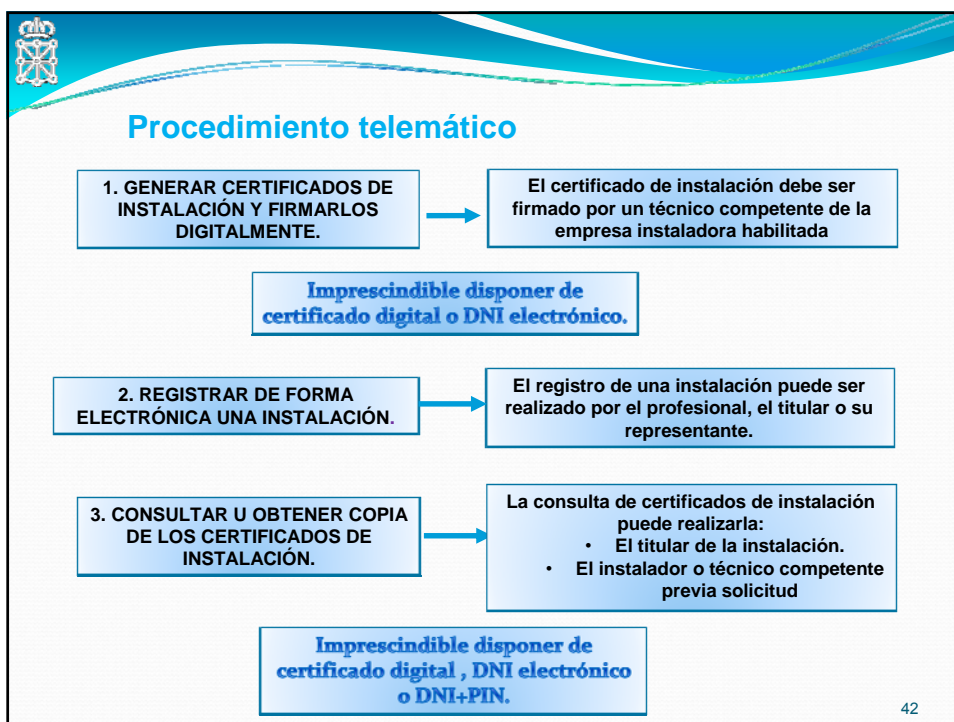 Procedimiento telemático
1. GENERAR CERTIFICADOS DE
INSTALACIÓN Y FIRMARLOS
DIGITALMENTE.
El certificado de instalación debe ser
firmado por un técnico competente de la
empresa instaladora habilitada
Imprescindible disponer de
certificado digital o DNI electrónico.
2. REGISTRAR DE FORMA
ELECTRÓNICA UNA INSTALACIÓN.
El registro de una instalación puede ser
realizado por el profesional, el titular o su
representante.
3. CONSULTAR U OBTENER COPIA
DE LOS CERTIFICADOS DE
INSTALACIÓN.
La consulta de certificados de instalación
puede realizarla:
• El titular de la instalación.
• El instalador o técnico competente
previa solicitud
Imprescindible disponer de
certificado digital , DNI electrónico
o DNI+PIN.
42